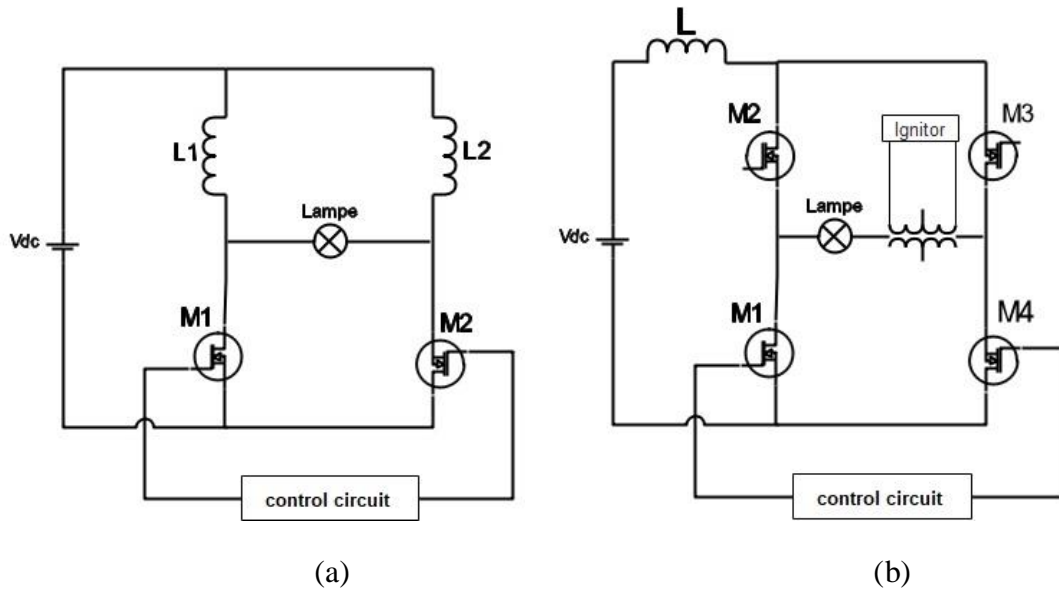 L1
L2
Lampe
Vdc
M1
M2
control circuit
(a)
L
M2
M3
Ignitor
Lampe
Vdc
M1
M4
control circuit
(b)